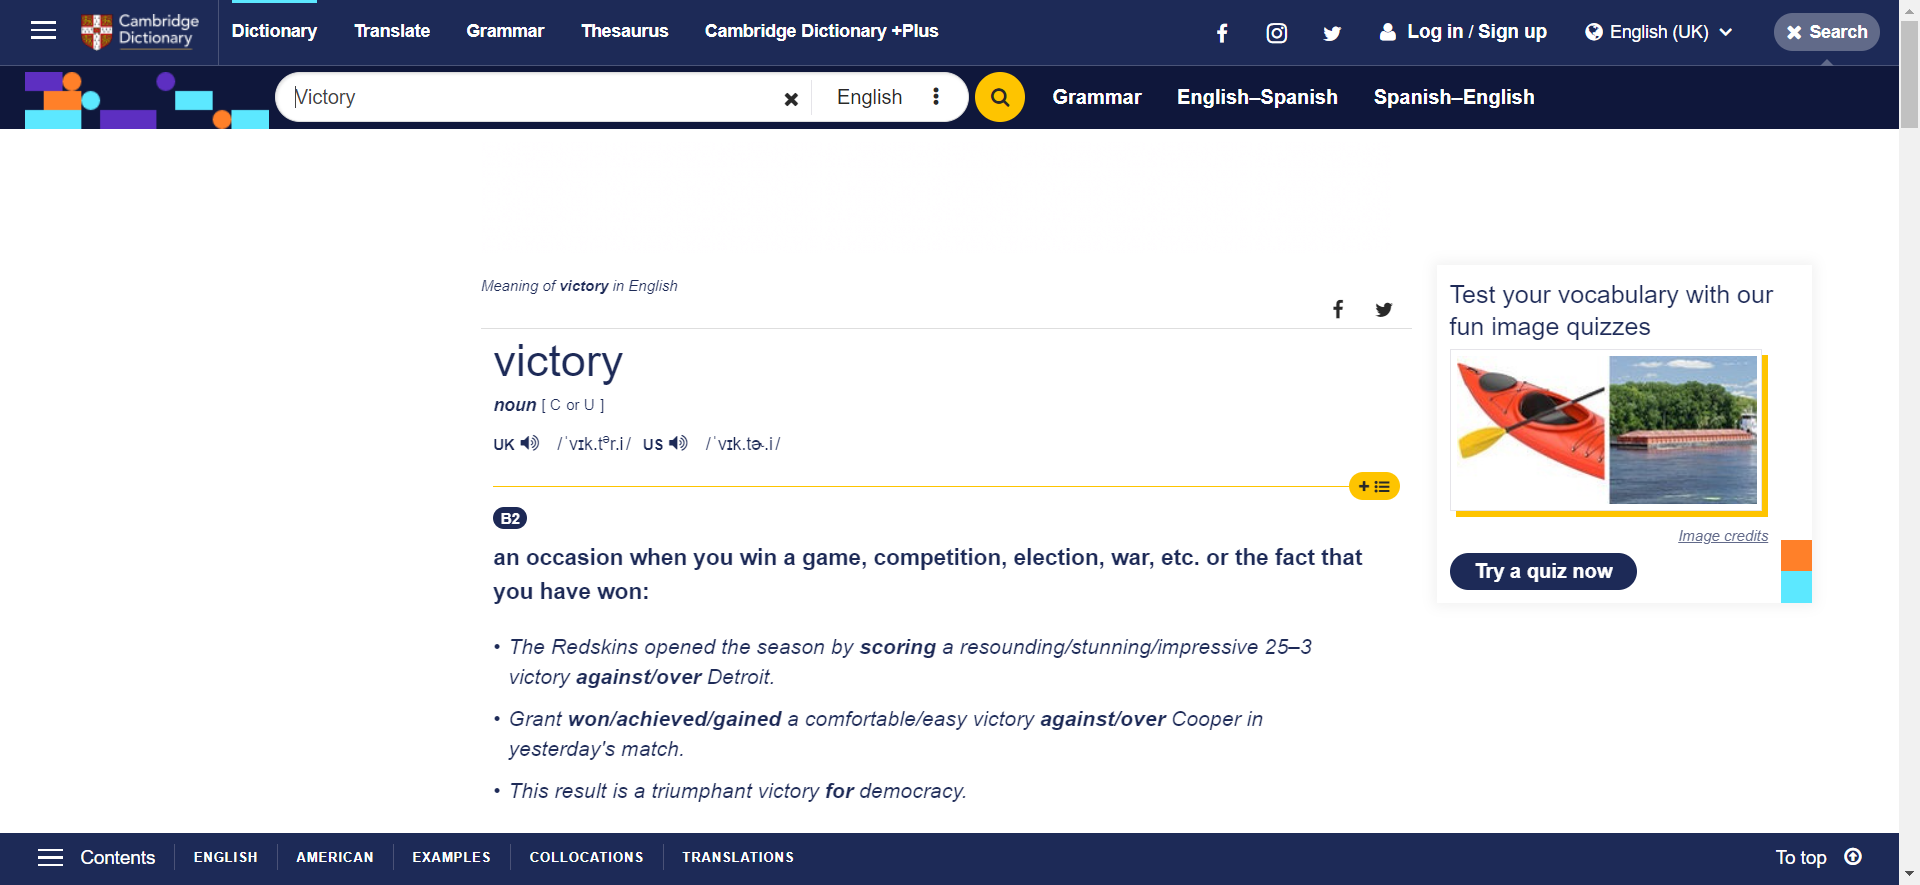 Cambridge Dictionary
Dictionary
Translate
Grammar
Thesaurus
Cambridge Dictionary +Plus
Log in / Sign up
English (UK)
Search
Victory
English
Grammar
English–Spanish
Spanish–English
Meaning of victory in English
victory
noun [ C or U ]
UK /ˈvɪk.tᵊr.i/ US /ˈvɪk.tɚ.i/
B2
an occasion when you win a game, competition, election, war, etc. or the fact that
you have won:
• The Redskins opened the season by scoring a resounding/stunning/impressive 25–3
victory against/over Detroit.
• Grant won/achieved/gained a comfortable/easy victory against/over Cooper in
yesterday's match.
• This result is a triumphant victory for democracy.
Test your vocabulary with our
fun image quizzes
Image credits
Try a quiz now
Contents
ENGLISH
AMERICAN
EXAMPLES
COLLOCATIONS
TRANSLATIONS
To top